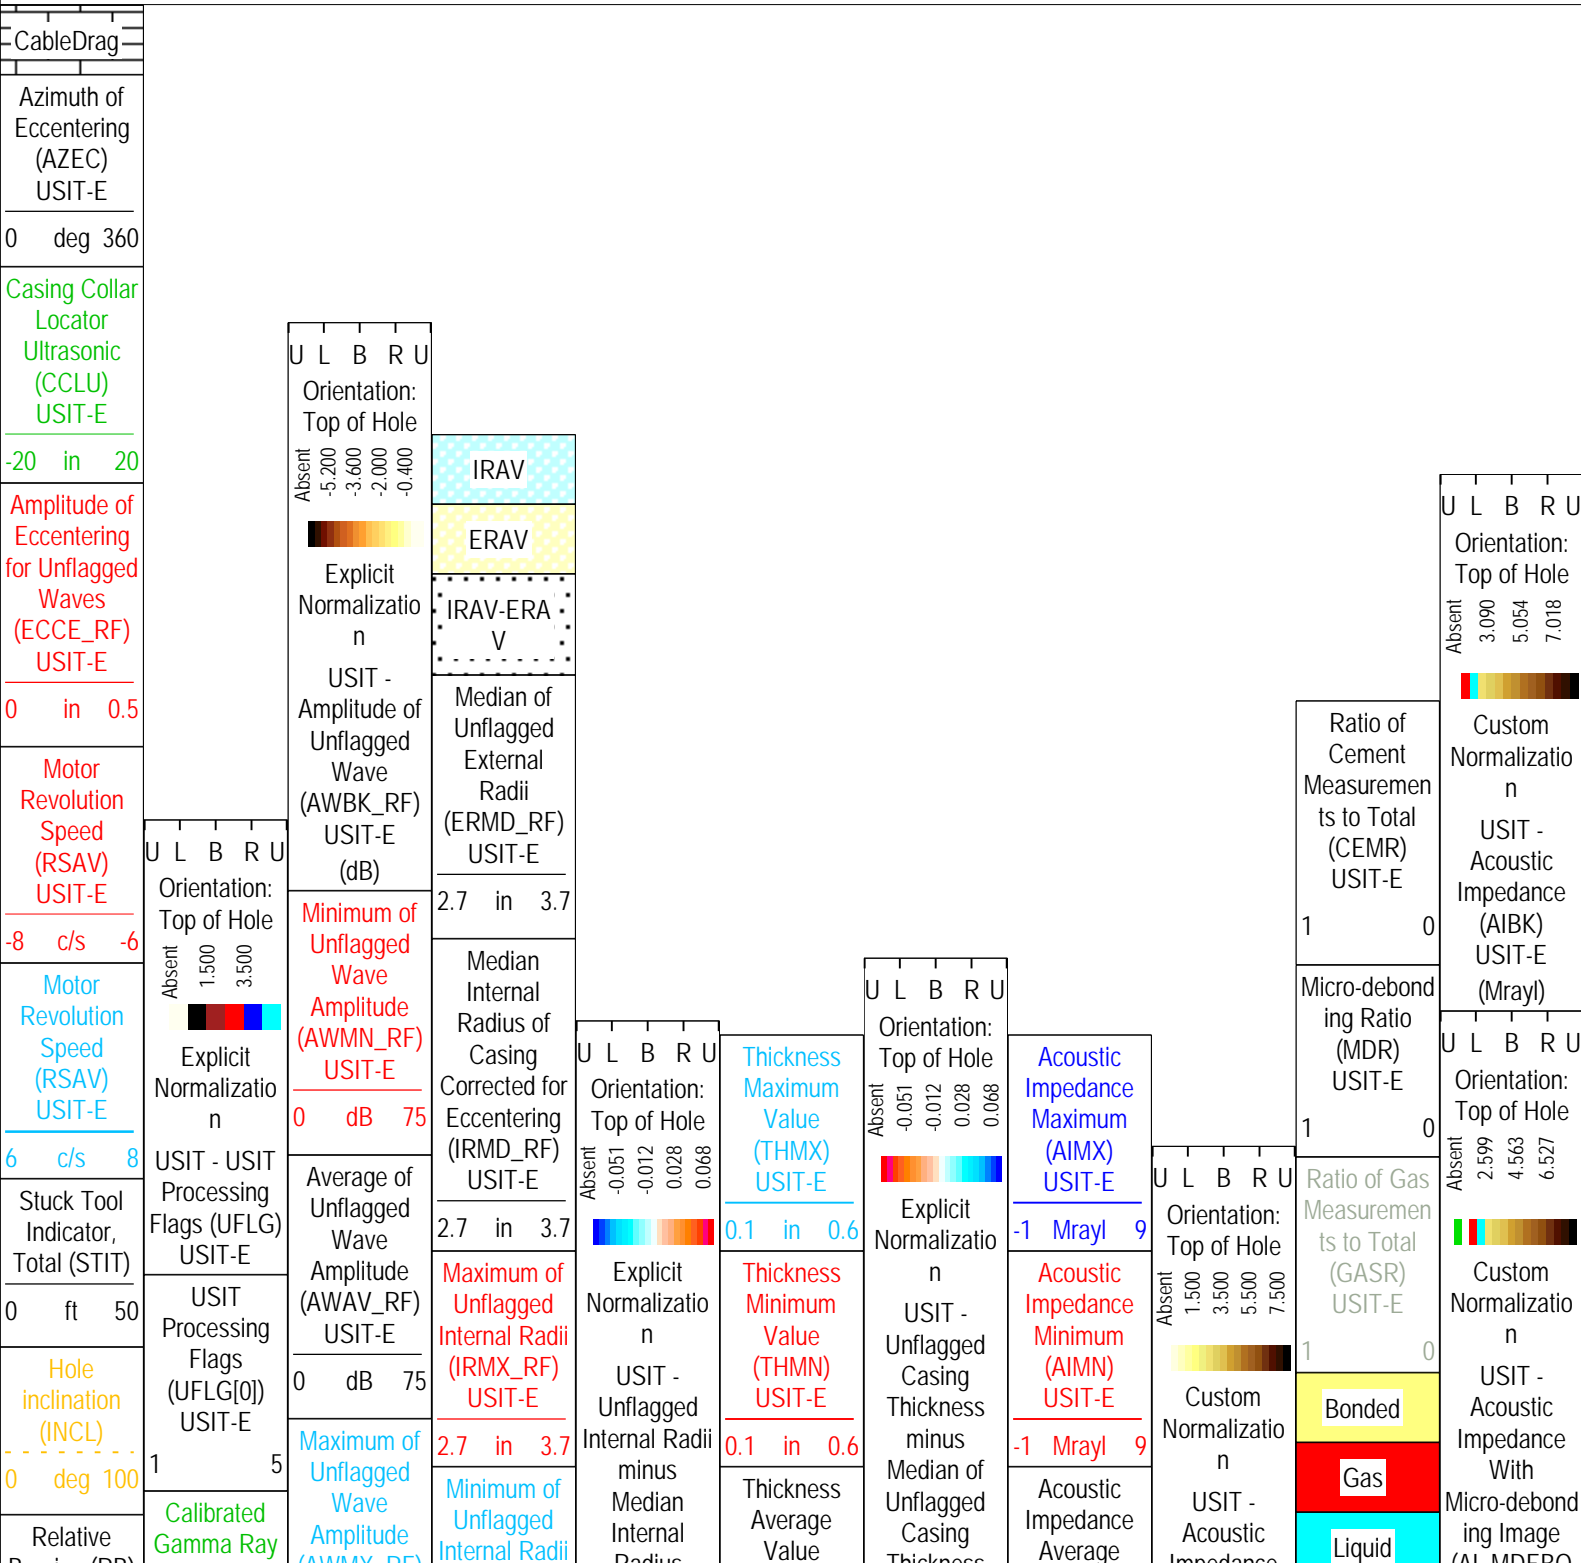 CableDrag
Azimuth of
Eccentering
(AZEC)
USIT-E
0 deg 360
Casing Collar
Locator
Ultrasonic
(CCLU)
USIT-E
-20 in 20
Amplitude of
Eccentering
for Unflagged
Waves
(ECCE_RF)
USIT-E
0 in 0.5
Motor
Revolution
Speed
(RSAV)
USIT-E
-8 c/s -6
Motor
Revolution
Speed
(RSAV)
USIT-E
6 c/s 8
Stuck Tool
Indicator,
Total (STIT)
0 ft 50
Hole
inclination
(INCL)
0 deg 100
Relative
U L B R U
Orientation:
Top of Hole
Absent 1.500 3.500
Explicit
Normalizatio
n
USIT - USIT
Processing
Flags (UFLG)
USIT-E
USIT
Processing
Flags
(UFLG[0])
USIT-E
1 5
Calibrated
Gamma Ray
U L B R U
Orientation:
Top of Hole
Absent -5.200 -3.600 -2.000 -0.400
Explicit
Normalizatio
n
USIT -
Amplitude of
Unflagged
Wave
(AWBK_RF)
USIT-E
(dB)
Minimum of
Unflagged
Wave
Amplitude
(AWMN_RF)
USIT-E
0 dB 75
Average of
Unflagged
Wave
Amplitude
(AWAV_RF)
USIT-E
0 dB 75
Maximum of
Unflagged
Wave
Amplitude
(AWMX_RF)
IRAV
ERAV
IRAV-ERA
V
Median of
Unflagged
External
Radii
(ERMD_RF)
USIT-E
2.7 in 3.7
Median
Internal
Radius of
Casing
Corrected for
Eccentering
(IRMD_RF)
USIT-E
2.7 in 3.7
Maximum of
Unflagged
Internal Radii
(IRMX_RF)
USIT-E
2.7 in 3.7
Minimum of
Unflagged
Internal Radii
U L B R U
Orientation:
Top of Hole
Absent -0.051 -0.012 0.028 0.068
Explicit
Normalizatio
n
USIT -
Unflagged
Internal Radii
minus
Median
Internal
Radius
Thickness
Maximum
Value
(THMX)
USIT-E
0.1 in 0.6
Thickness
Minimum
Value
(THMN)
USIT-E
0.1 in 0.6
Thickness
Average
Value
U L B R U
Orientation:
Top of Hole
Absent -0.051 -0.012 0.028 0.068
Explicit
Normalizatio
n
USIT -
Unflagged
Casing
Thickness
minus
Median of
Unflagged
Casing
Thickness
Acoustic
Impedance
Maximum
(AIMX)
USIT-E
-1 Mrayl 9
Acoustic
Impedance
Minimum
(AIMN)
USIT-E
-1 Mrayl 9
Acoustic
Impedance
Average
U L B R U
Orientation:
Top of Hole
Absent 1.500 3.500 5.500 7.500
Custom
Normalizatio
n
USIT -
Acoustic
Impedance
Ratio of
Cement
Measuremen
ts to Total
(CEMR)
USIT-E
1 0
Micro-debond
ing Ratio
(MDR)
USIT-E
1 0
Ratio of Gas
Measuremen
ts to Total
(GASR)
USIT-E
1 0
Bonded
Gas
Liquid
U L B R U
Orientation:
Top of Hole
Absent 3.090 5.054 7.018
Custom
Normalizatio
n
USIT -
Acoustic
Impedance
(AIBK)
USIT-E
(Mrayl)
U L B R U
Orientation:
Top of Hole
Absent 2.599 4.563 6.527
Custom
Normalizatio
n
USIT -
Acoustic
Impedance
With
Micro-debond
ing Image